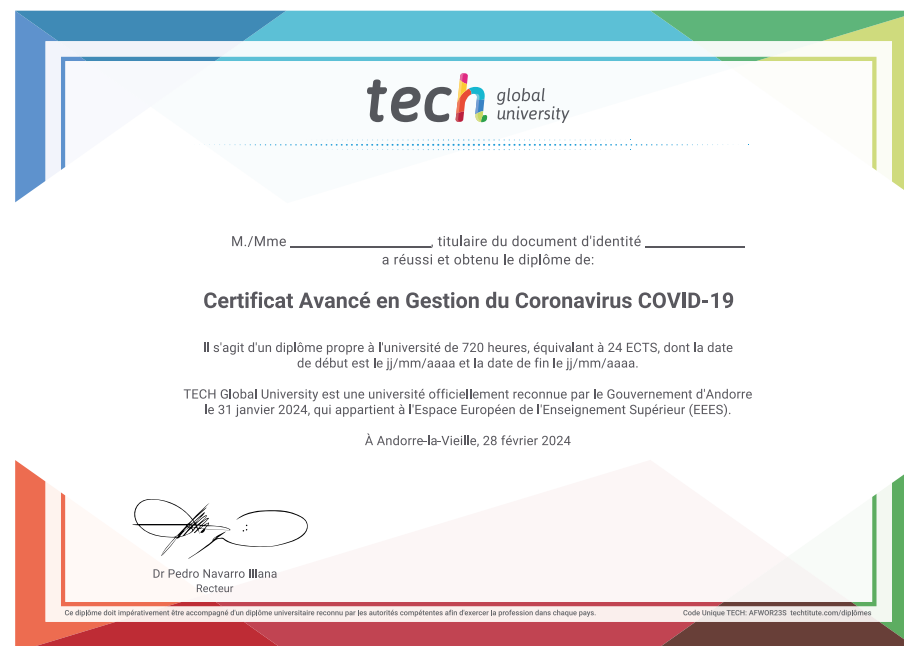 tech global university
M./Mme ____________________, titulaire du document d'identité ______________
a réussi et obtenu le diplôme de:
Certificat Avancé en Gestion du Coronavirus COVID-19
Il s'agit d'un diplôme propre à l'université de 720 heures, équivalant à 24 ECTS, dont la date
de début est le jj/mm/aaaa et la date de fin le jj/mm/aaaa.
TECH Global University est une université officiellement reconnue par le Gouvernement d'Andorre
le 31 janvier 2024, qui appartient à l'Espace Européen de l'Enseignement Supérieur (EEES).
À Andorre-la-Vieille, 28 février 2024
Dr Pedro Navarro Illana
Recteur
Ce diplôme doit impérativement être accompagné d'un diplôme universitaire reconnu par les autorités compétentes afin d'exercer la profession dans chaque pays.
Code Unique TECH: AFWOR23S techtitute.com/diplômes